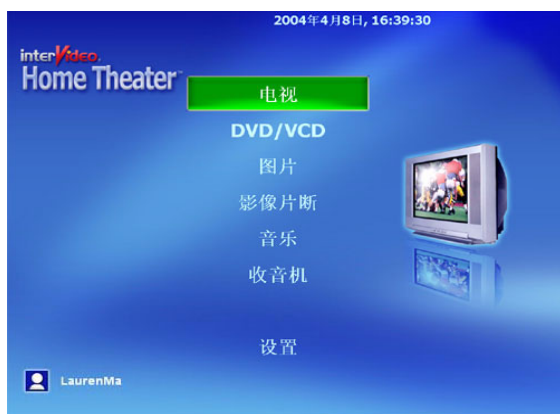 2004年4月8日, 16:39:30
interVideo.
Home Theater
电视
DVD/VCD
图片
影像片断
音乐
收音机
设置
LaurenMa